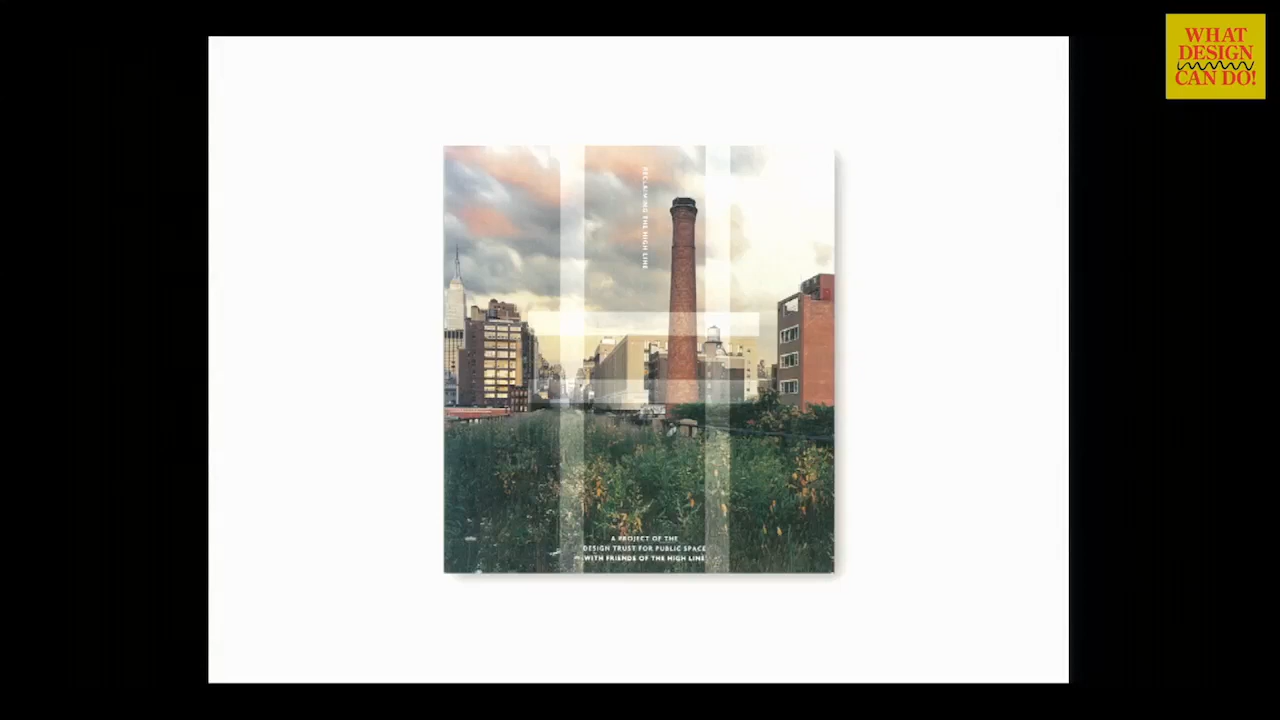 WHAT
DESIGN
CAN DO!
RECLAIMING THE HIGH LINE
A PROJECT OF THE
DESIGN TRUST FOR PUBLIC SPACE
WITH FRIENDS OF THE HIGH LINE